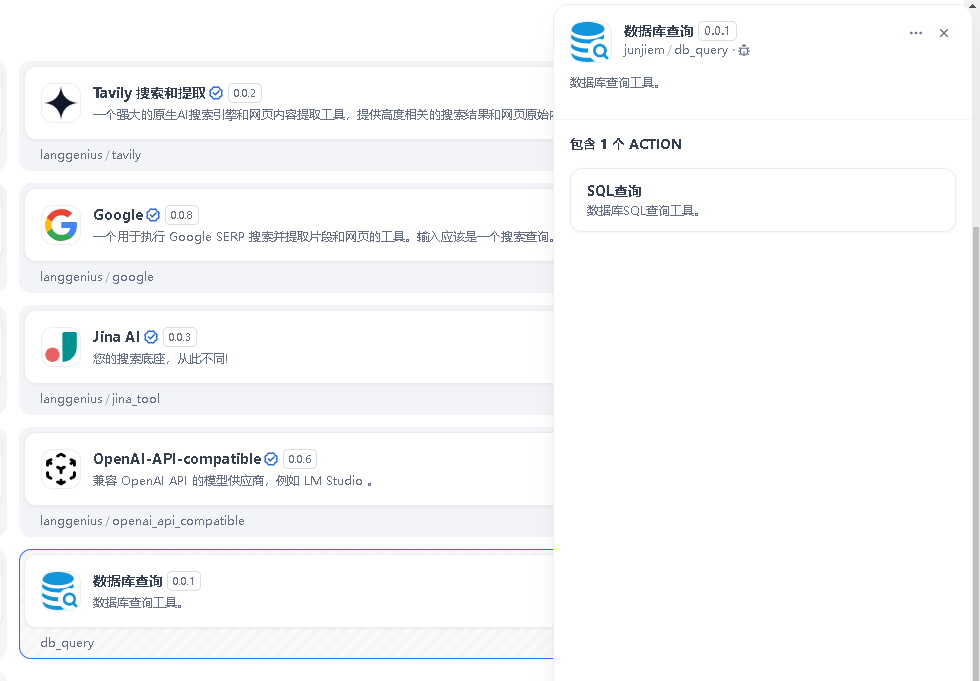 Tavily 搜索和提取 0.0.2
一个强大的原生AI搜索引擎和网页内容提取工具，提供高度相关的搜索结果和网页原始内
langgenius / tavily
Google 0.0.8
一个用于执行 Google SERP 搜索并提取片段和网页的工具。输入应该是一个搜索查询。
langgenius / google
Jina AI 0.0.3
您的搜索底座，从此不同!
langgenius / jina_tool
OpenAI-API-compatible 0.0.6
兼容 OpenAI API 的模型供应商，例如 LM Studio 。
langgenius / openai_api_compatible
数据库查询 0.0.1
数据库查询工具。
db_query
数据库查询 0.0.1
junjiem / db_query ·
数据库查询工具。
包含 1 个 ACTION
SQL查询
数据库SQL查询工具。